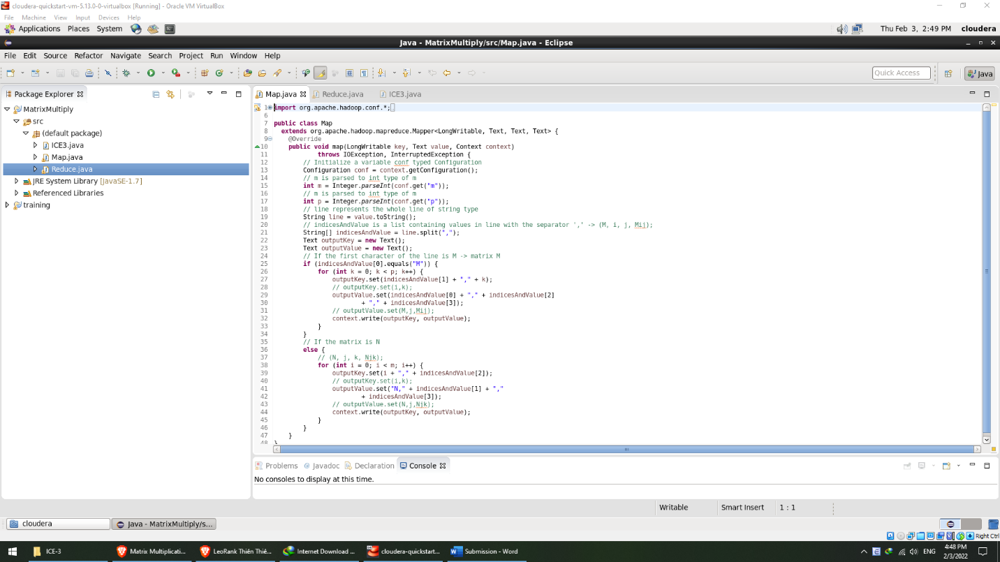 cloudera-quickstart-vm-5.13.0-0-virtualbox [Running] - Oracle VM VirtualBox
File Machine View Input Devices Help
Applications Places System Thu Feb 3, 2:49 PM cloudera
Java - MatrixMultiply/src/Map.java - Eclipse
File Edit Source Refactor Navigate Search Project Run Window Help
Quick Access Java
Package Explorer
MatrixMultiply
src
(default package)
ICE3.java
Map.java
Reduce.java
JRE System Library [JavaSE-1.7]
Referenced Libraries
training
Map.java Reduce.java ICE3.java
1 import org.apache.hadoop.conf.*;
6
7 public class Map
8 extends org.apache.hadoop.mapreduce.Mapper<LongWritable, Text, Text, Text> {
9 @Override
10 public void map(LongWritable key, Text value, Context context)
11 throws IOException, InterruptedException {
12 // Initialize a variable conf typed Configuration
13 Configuration conf = context.getConfiguration();
14 // m is parsed to int type of m
15 int m = Integer.parseInt(conf.get("m"));
16 // m is parsed to int type of m
17 int p = Integer.parseInt(conf.get("p"));
18 // line represents the whole line of string type
19 String line = value.toString();
20 // indicesAndValue is a list containing values in line with the separator ',' -> (M, i, j, Mij);
21 String[] indicesAndValue = line.split(",");
22 Text outputKey = new Text();
23 Text outputValue = new Text();
24 // If the first character of the line is M -> matrix M
25 if (indicesAndValue[0].equals("M")) {
26 for (int k = 0; k < p; k++) {
27 outputKey.set(indicesAndValue[1] + "," + k);
28 // outputKey.set(i,k);
29 outputValue.set(indicesAndValue[0] + "," + indicesAndValue[2]
30 + "," + indicesAndValue[3]);
31 // outputValue.set(M,j,Mij);
32 context.write(outputKey, outputValue);
33 }
34 }
35 // If the matrix is N
36 else {
37 // (N, j, k, Njk);
38 for (int i = 0; i < m; i++) {
39 outputKey.set(i + "," + indicesAndValue[2]);
40 // outputKey.set(i,k);
41 outputValue.set("N," + indicesAndValue[1] + ","
42 + indicesAndValue[3]);
43 // outputValue.set(N,j,Njk);
44 context.write(outputKey, outputValue);
45 }
46 }
47 }
48 }
Problems Javadoc Declaration Console
No consoles to display at this time.
Writable Smart Insert 1 : 1
cloudera Java - MatrixMultiply/s...
Right Ctrl
ICE-3 Matrix Multiplicati... LeoRank Thiên Thiê... Internet Download ... cloudera-quickstart... Submission - Word ENG 4:48 PM
2/3/2022